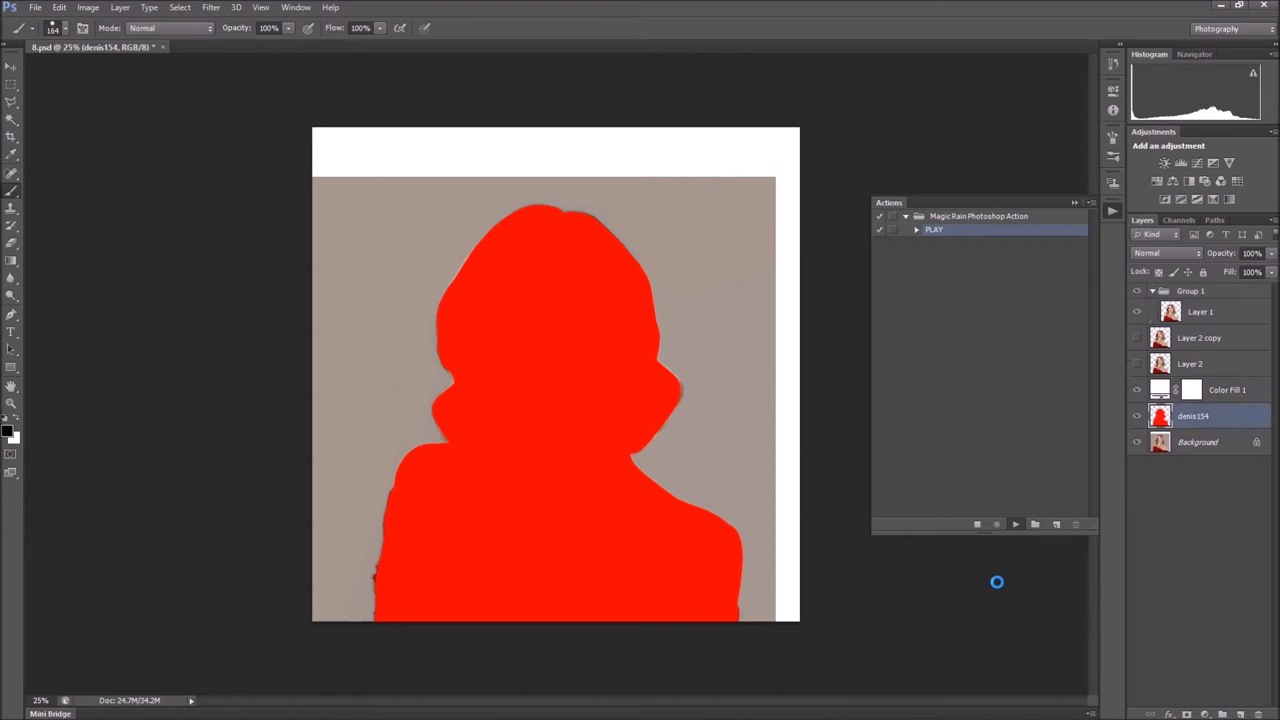 Ps File Edit Image Layer Type Select Filter 3D View Window Help
164 Mode: Normal Opacity: 100% Flow: 100% Photography
8.psd @ 25% (denis154, RGB/8) * ×
Histogram Navigator
Adjustments
Add an adjustment
Actions
Magic Rain Photoshop Action
PLAY
Layers Channels Paths
Kind
Normal Opacity: 100%
Lock: Fill: 100%
Group 1
Layer 1
Layer 2 copy
Layer 2
Color Fill 1
denis154
Background
25% Doc: 24.7M/34.2M
Mini Bridge